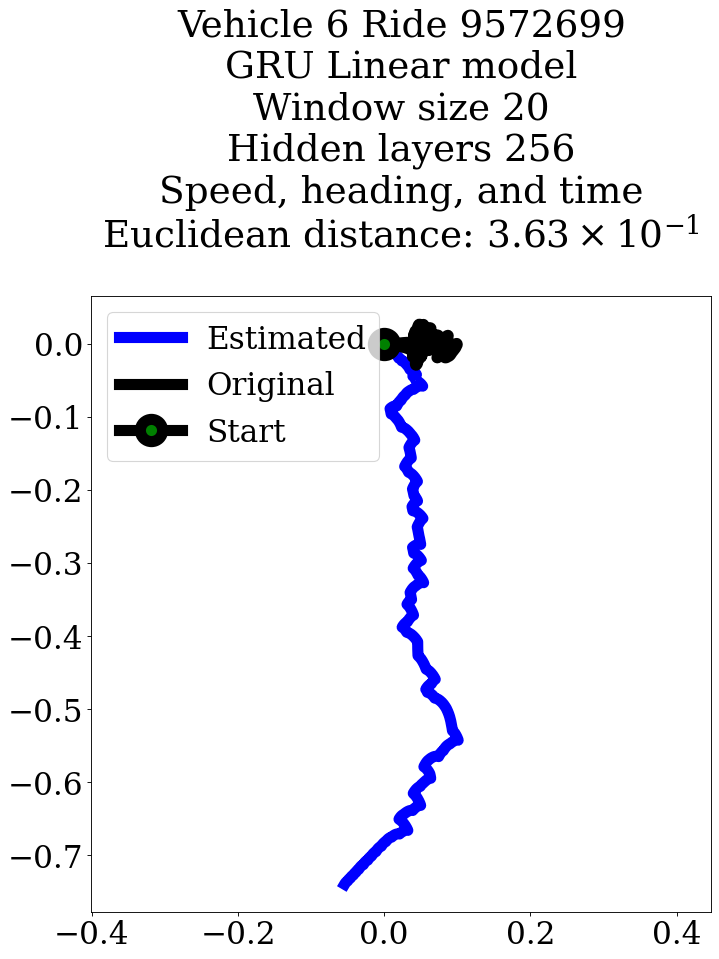 Vehicle 6 Ride 9572699
GRU Linear model
Window size 20
Hidden layers 256
Speed, heading, and time
Euclidean distance: 3.63 × 10⁻¹
Estimated
Original
Start
0.0
−0.1
−0.2
−0.3
−0.4
−0.5
−0.6
−0.7
−0.4 −0.2 0.0 0.2 0.4